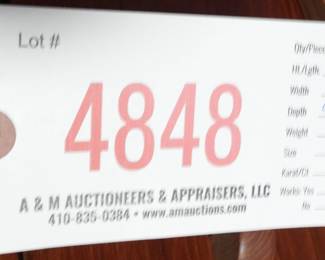 Lot #
4848
A & M AUCTIONEERS & APPRAISERS, LLC
410-835-0384 • www.amauctions.com
Qty/Piece
Ht./Lgth
Width
Depth
Weight
Size
Karat/Ct
Works Yes
No